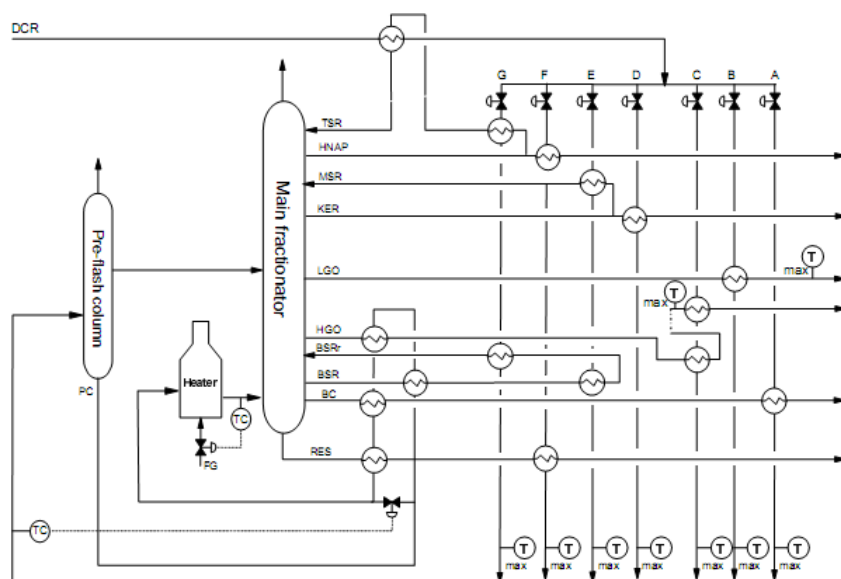 DCR
G F E D C B A
TSR
HNAP
MSR
KER
LGO
T
max
T
max
HGO
BSRr
BSR
BC
RES
Main fractionator
Pre-flash column
PC
Heater
TC
FG
TC
T T T T T T T
max max max max max max max